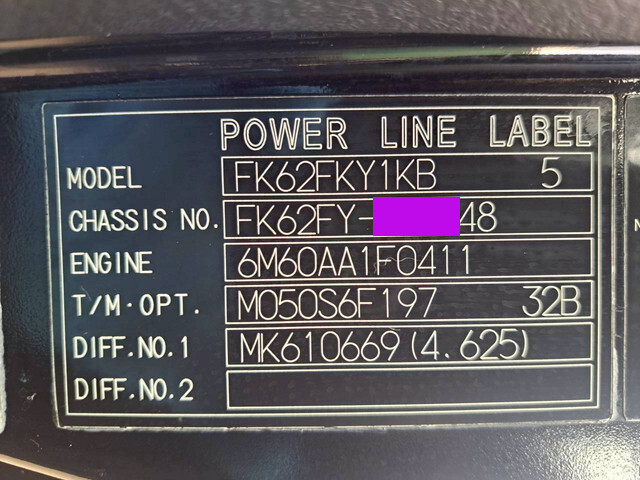 POWER LINE LABEL
MODEL FK62FKY1KB 5
CHASSIS NO. FK62FY- 48
ENGINE 6M60AA1F0411
T/M·OPT. M050S6F197 32B
DIFF.NO.1 MK610669(4.625)
DIFF.NO.2